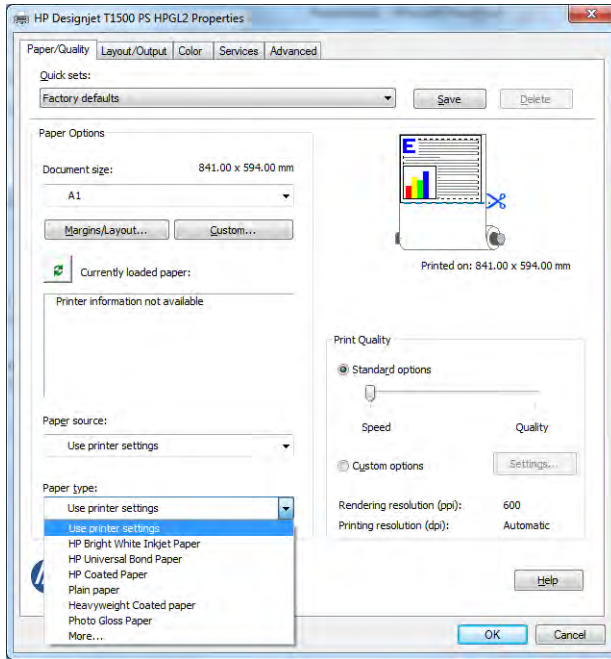 HP Designjet T1500 PS HPGL2 Properties
Paper/Quality Layout/Output Color Services Advanced
Quick sets:
Factory defaults
Save Delete
Paper Options
Document size: 841.00 x 594.00 mm
A1
Margins/Layout... Custom...
Currently loaded paper:
Printer information not available
E
Printed on: 841.00 x 594.00 mm
Print Quality
Standard options
Speed Quality
Custom options Settings...
Rendering resolution (ppi): 600
Printing resolution (dpi): Automatic
Paper source:
Use printer settings
Paper type:
Use printer settings
Use printer settings
HP Bright White Inkjet Paper
HP Universal Bond Paper
HP Coated Paper
Plain paper
Heavyweight Coated paper
Photo Gloss Paper
More...
Help
OK Cancel